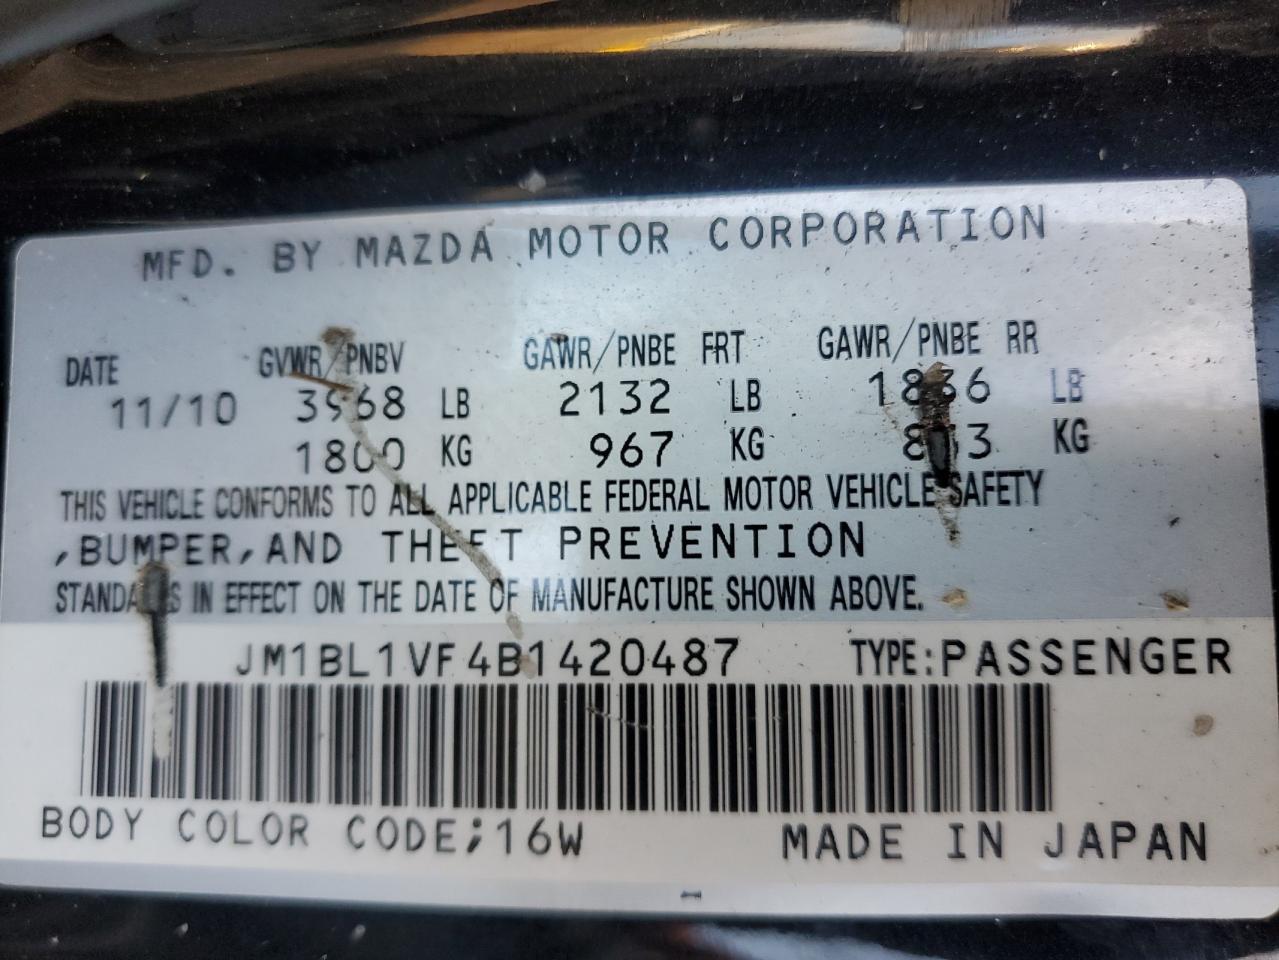 MFD. BY MAZDA MOTOR CORPORATION
DATE GVWR/PNBV GAWR/PNBE FRT GAWR/PNBE RR
11/10 3968 LB 2132 LB 1836 LB
1800 KG 967 KG 833 KG
THIS VEHICLE CONFORMS TO ALL APPLICABLE FEDERAL MOTOR VEHICLE SAFETY
,BUMPER,AND THEFT PREVENTION
STANDARDS IN EFFECT ON THE DATE OF MANUFACTURE SHOWN ABOVE.
JM1BL1VF4B1420487 TYPE:PASSENGER
BODY COLOR CODE;16W MADE IN JAPAN